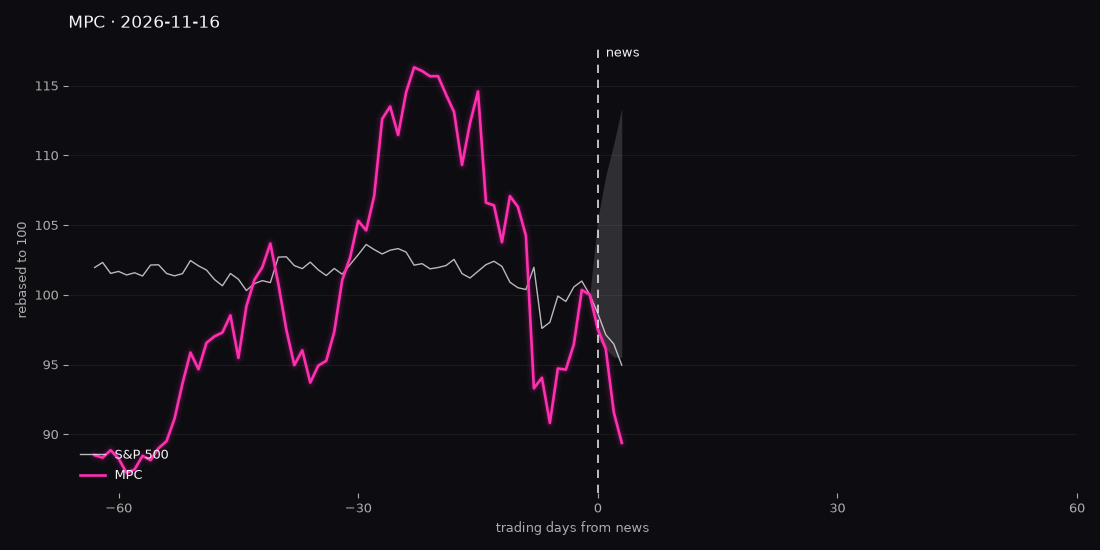 MPC · 2026-11-16
news
115
110
105
100
95
90
rebased to 100
S&P 500
MPC
−60
−30
0
30
60
trading days from news